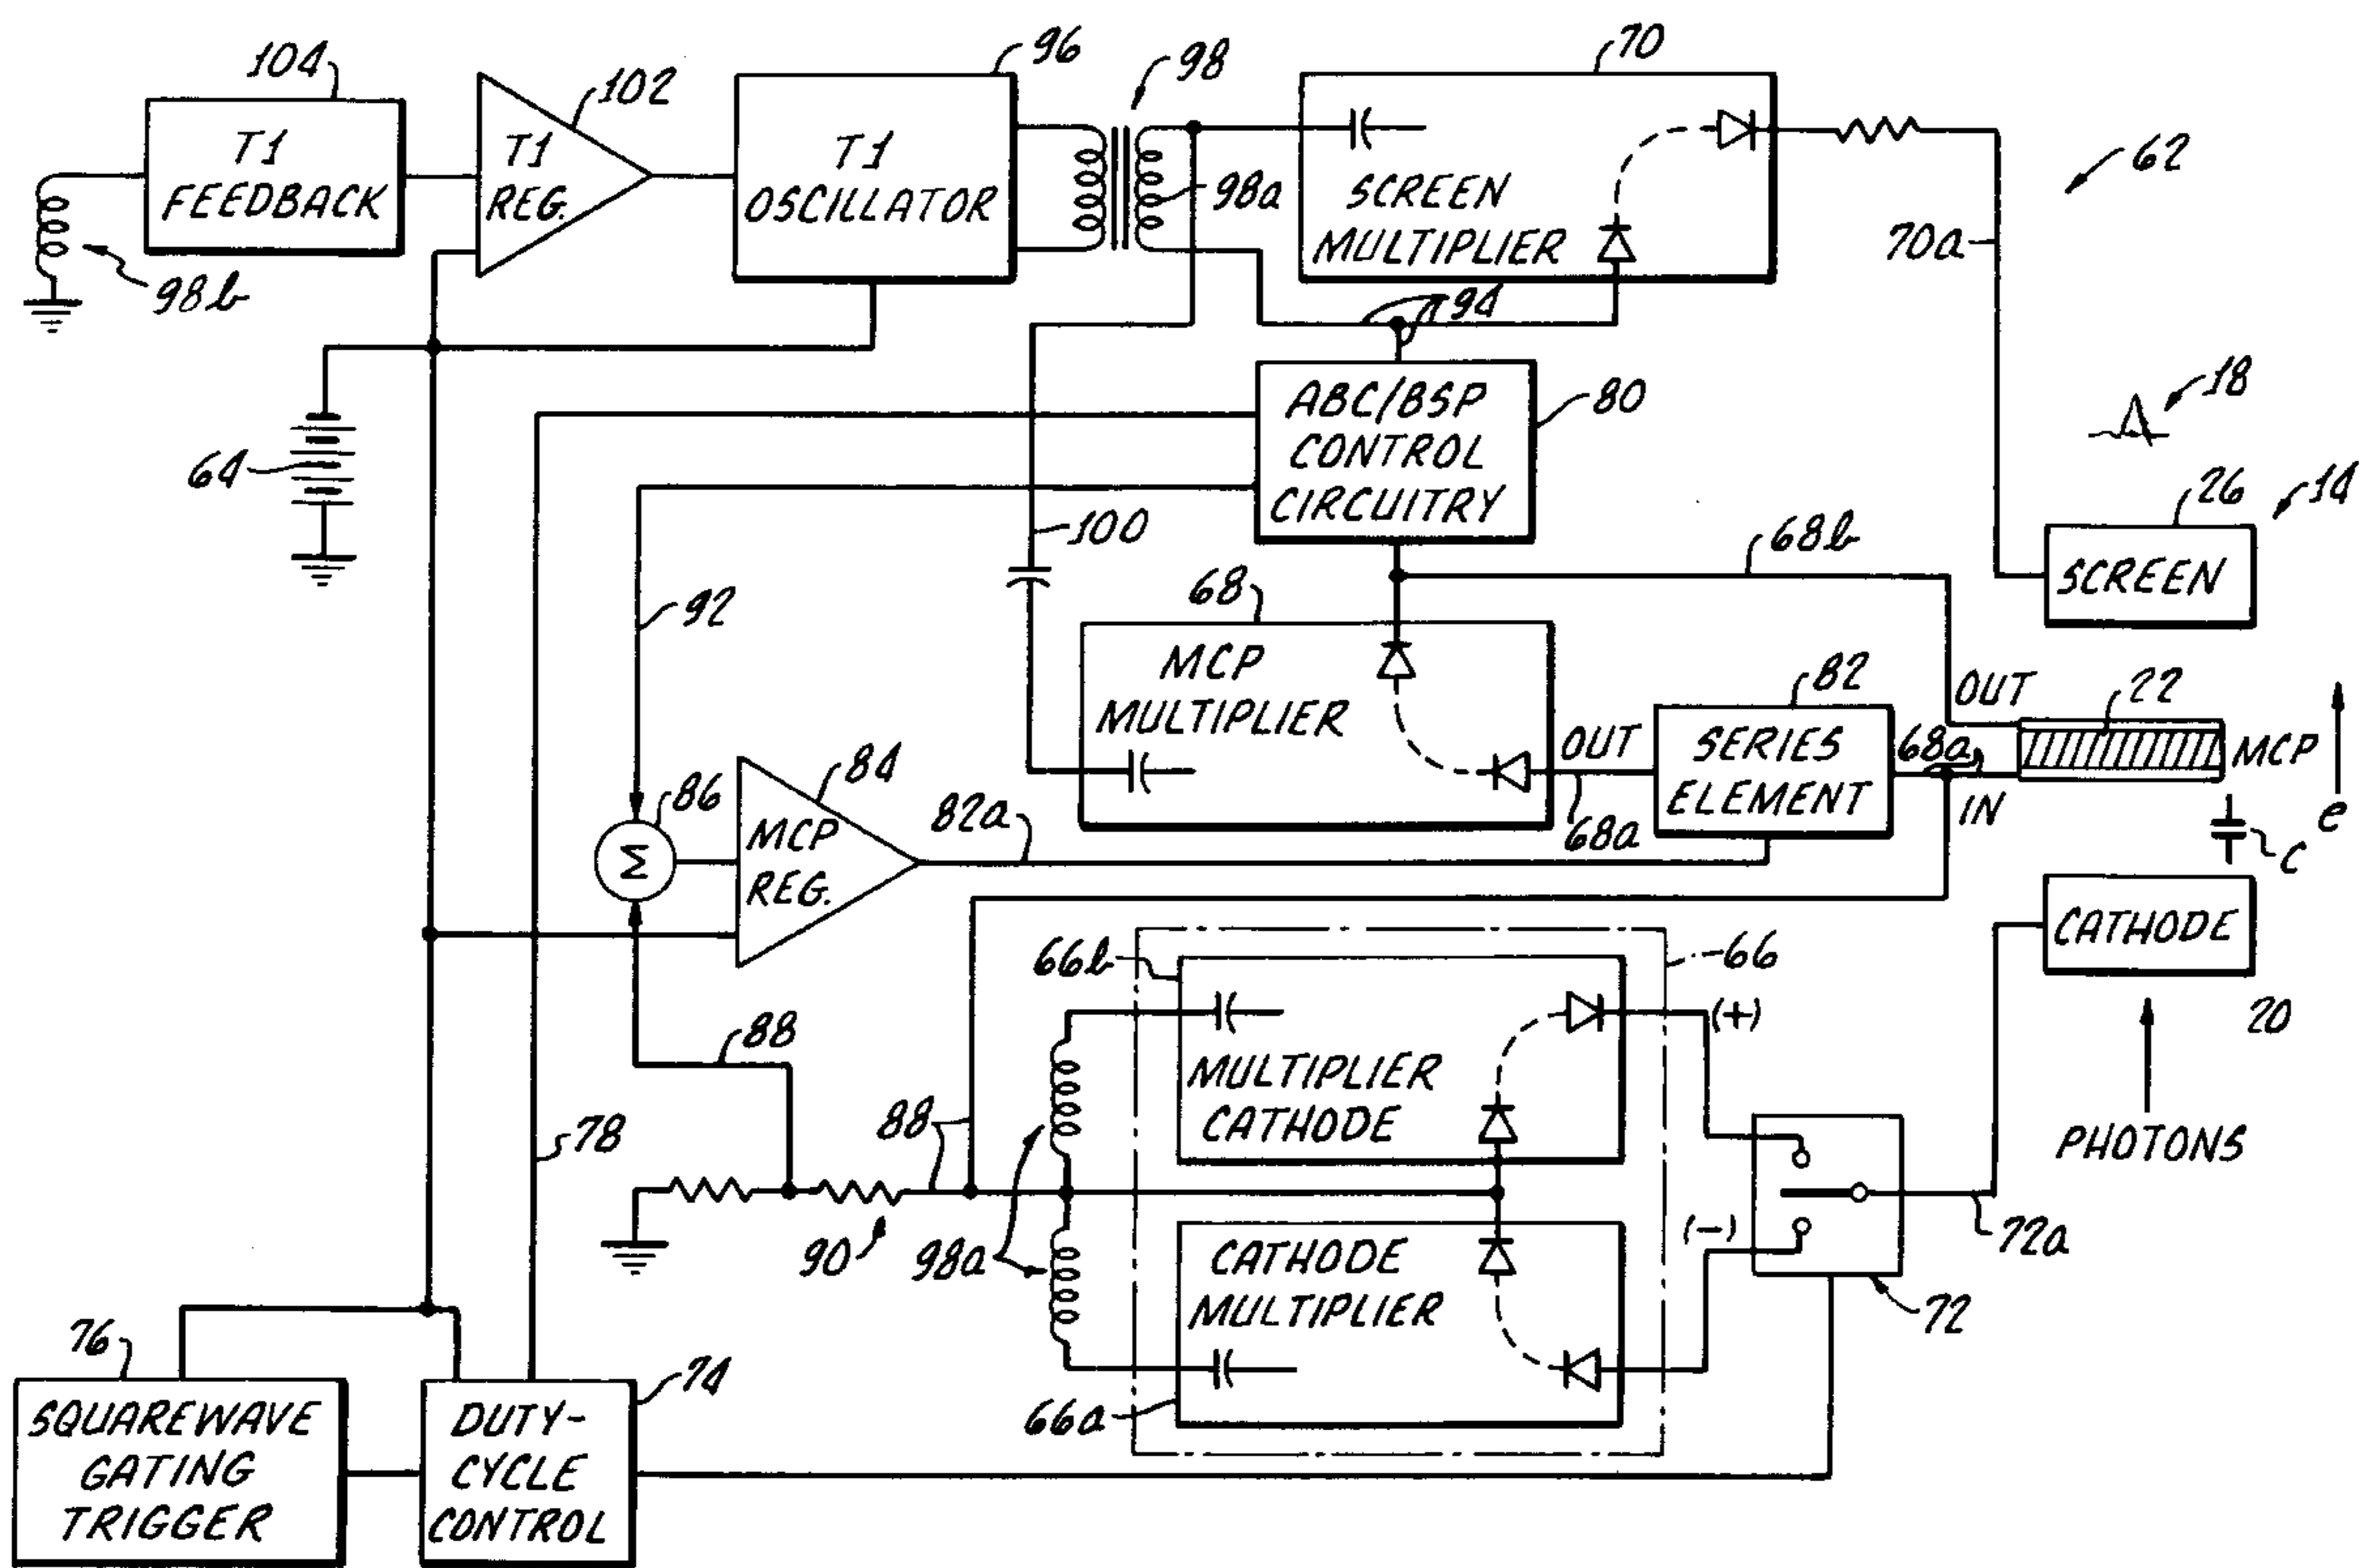 104
96
98
70
T1
FEEDBACK
T1
REG.
102
T1
OSCILLATOR
98a
SCREEN
MULTIPLIER
62
70a
98b
94
ABC/BSP
CONTROL
CIRCUITRY
80
18
64
100
26
14
SCREEN
68b
92
68
MCP
MULTIPLIER
OUT
82
SERIES
ELEMENT
OUT
22
68a
MCP
IN
e
C
86
Σ
84
MCP
REG.
82a
68a
CATHODE
20
PHOTONS
66b
66
MULTIPLIER
CATHODE
(+)
88
78
88
90
98a
CATHODE
MULTIPLIER
(-)
72a
72
66a
76
SQUAREWAVE
GATING
TRIGGER
74
DUTY-
CYCLE
CONTROL